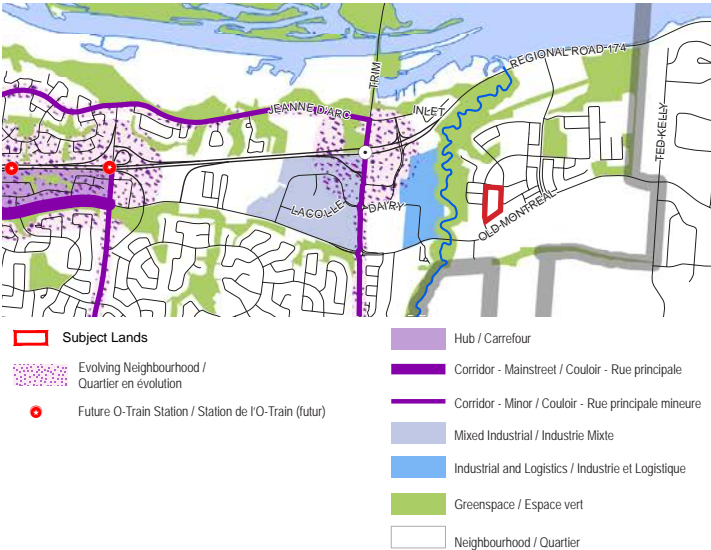 REGIONAL ROAD 174
TRIM
JEANNE D'ARC
INLET
TED KELLY
LACOLLE
DAIRY
OLD MONTREAL
Subject Lands
Evolving Neighbourhood /
Quartier en évolution
Future O-Train Station / Station de l'O-Train (futur)
Hub / Carrefour
Corridor - Mainstreet / Couloir - Rue principale
Corridor - Minor / Couloir - Rue principale mineure
Mixed Industrial / Industrie Mixte
Industrial and Logistics / Industrie et Logistique
Greenspace / Espace vert
Neighbourhood / Quartier